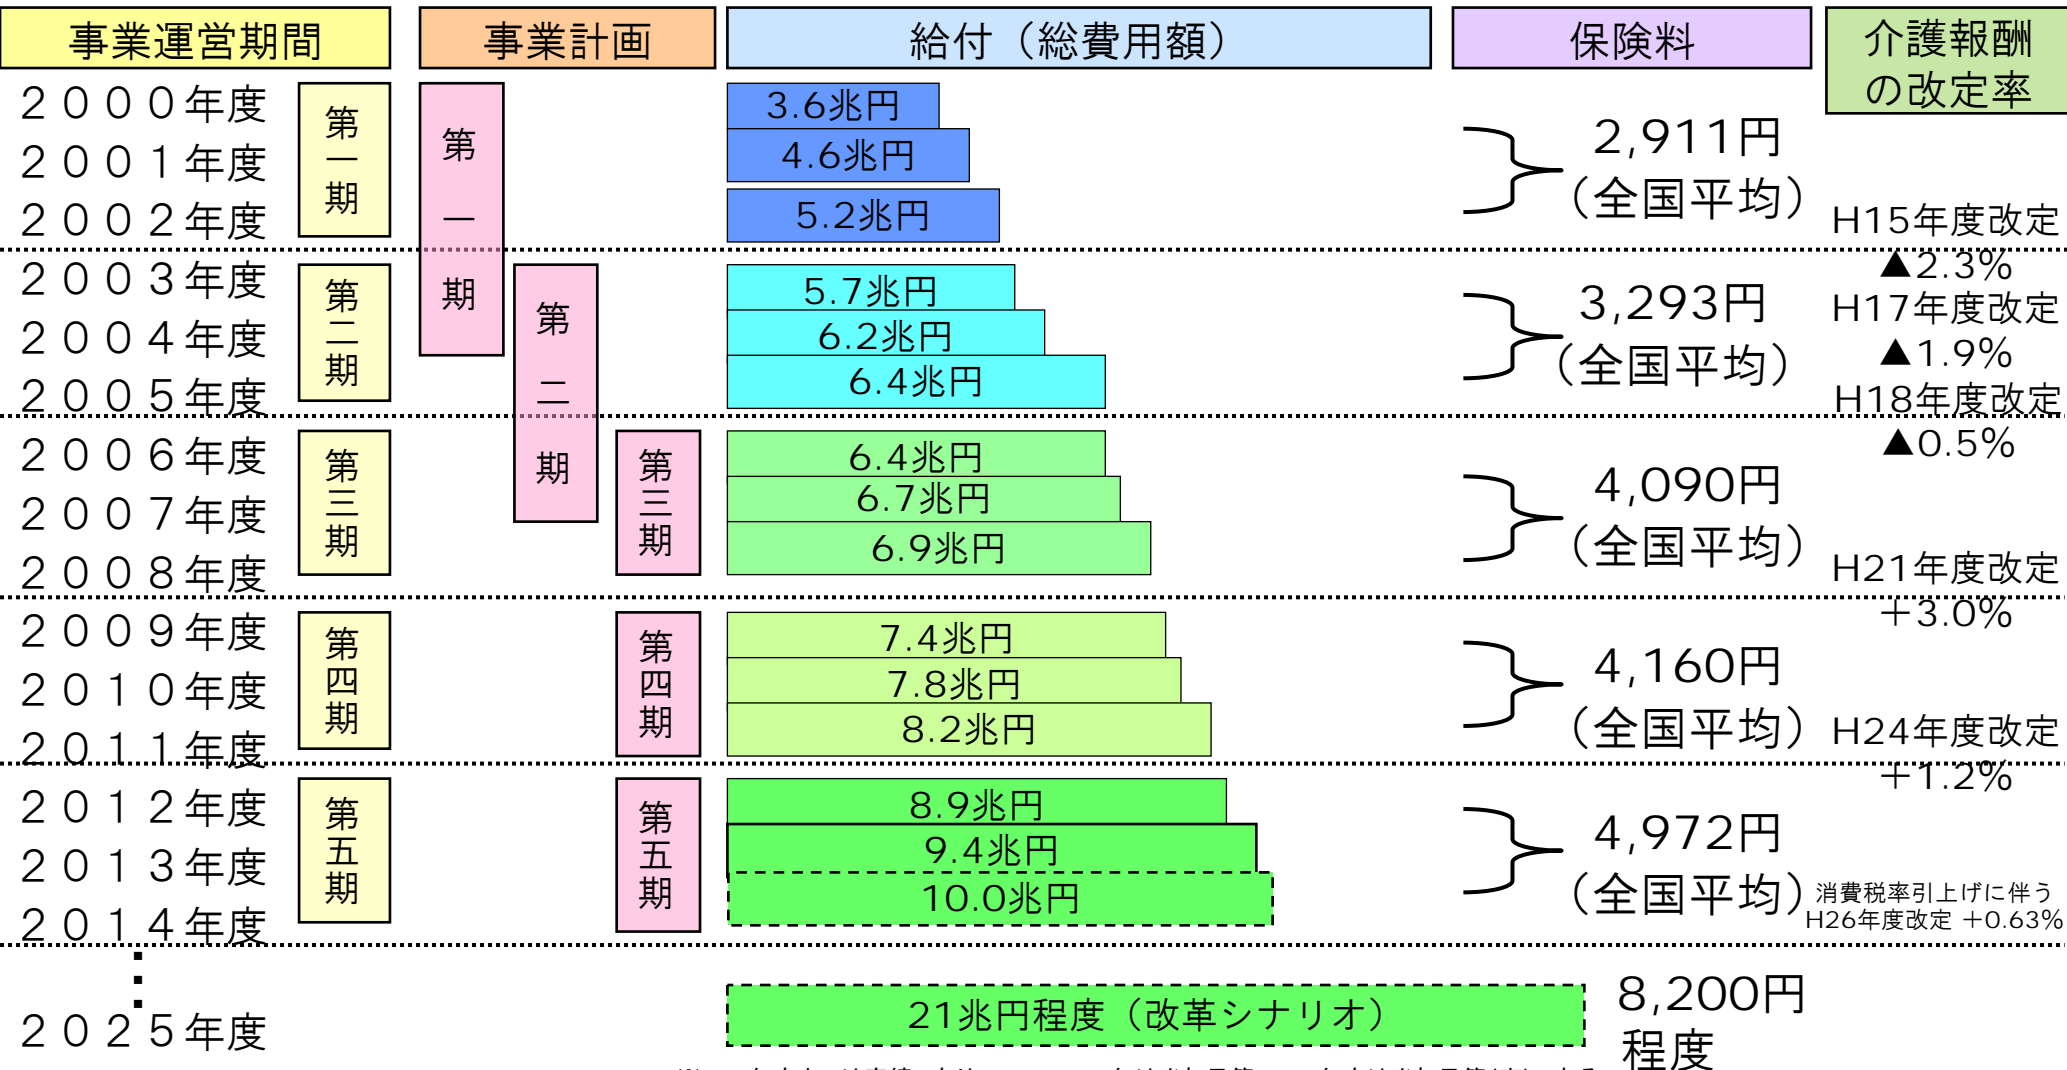 事業運営期間
事業計画
給付（総費用額）
保険料
介護報酬
の改定率
２０００年度
２００１年度
２００２年度
第一期
第一期
3.6兆円
4.6兆円
5.2兆円
2,911円
（全国平均）
H15年度改定
▲2.3%
２００３年度
２００４年度
２００５年度
第二期
第二期
5.7兆円
6.2兆円
6.4兆円
3,293円
（全国平均）
H17年度改定
▲1.9%
H18年度改定
▲0.5%
２００６年度
２００７年度
２００８年度
第三期
第三期
6.4兆円
6.7兆円
6.9兆円
4,090円
（全国平均）
H21年度改定
＋3.0%
２００９年度
２０１０年度
２０１１年度
第四期
第四期
7.4兆円
7.8兆円
8.2兆円
4,160円
（全国平均）
H24年度改定
＋1.2%
２０１２年度
２０１３年度
２０１４年度
第五期
第五期
8.9兆円
9.4兆円
10.0兆円
4,972円
（全国平均）
消費税率引上げに伴う
H26年度改定 ＋0.63%
２０２５年度
21兆円程度（改革シナリオ）
8,200円
程度